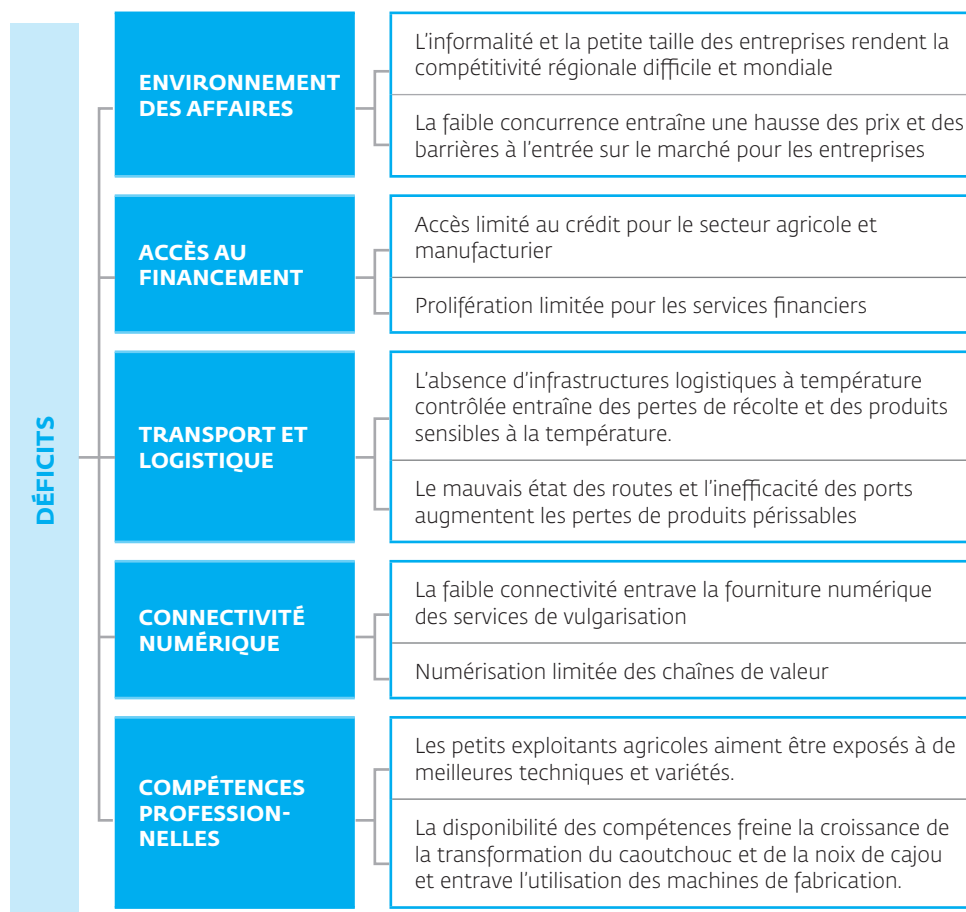 DÉFICITS
ENVIRONNEMENT
DES AFFAIRES
L'informalité et la petite taille des entreprises rendent la
compétitivité régionale difficile et mondiale
La faible concurrence entraîne une hausse des prix et des
barrières à l'entrée sur le marché pour les entreprises
ACCÈS AU
FINANCEMENT
Accès limité au crédit pour le secteur agricole et
manufacturier
Prolifération limitée pour les services financiers
TRANSPORT ET
LOGISTIQUE
L'absence d'infrastructures logistiques à température
contrôlée entraîne des pertes de récolte et des produits
sensibles à la température.
Le mauvais état des routes et l'inefficacité des ports
augmentent les pertes de produits périssables
CONNECTIVITÉ
NUMÉRIQUE
La faible connectivité entrave la fourniture numérique
des services de vulgarisation
Numérisation limitée des chaînes de valeur
COMPÉTENCES
PROFESSION-
NELLES
Les petits exploitants agricoles aiment être exposés à de
meilleures techniques et variétés.
La disponibilité des compétences freine la croissance de
la transformation du caoutchouc et de la noix de cajou
et entrave l'utilisation des machines de fabrication.